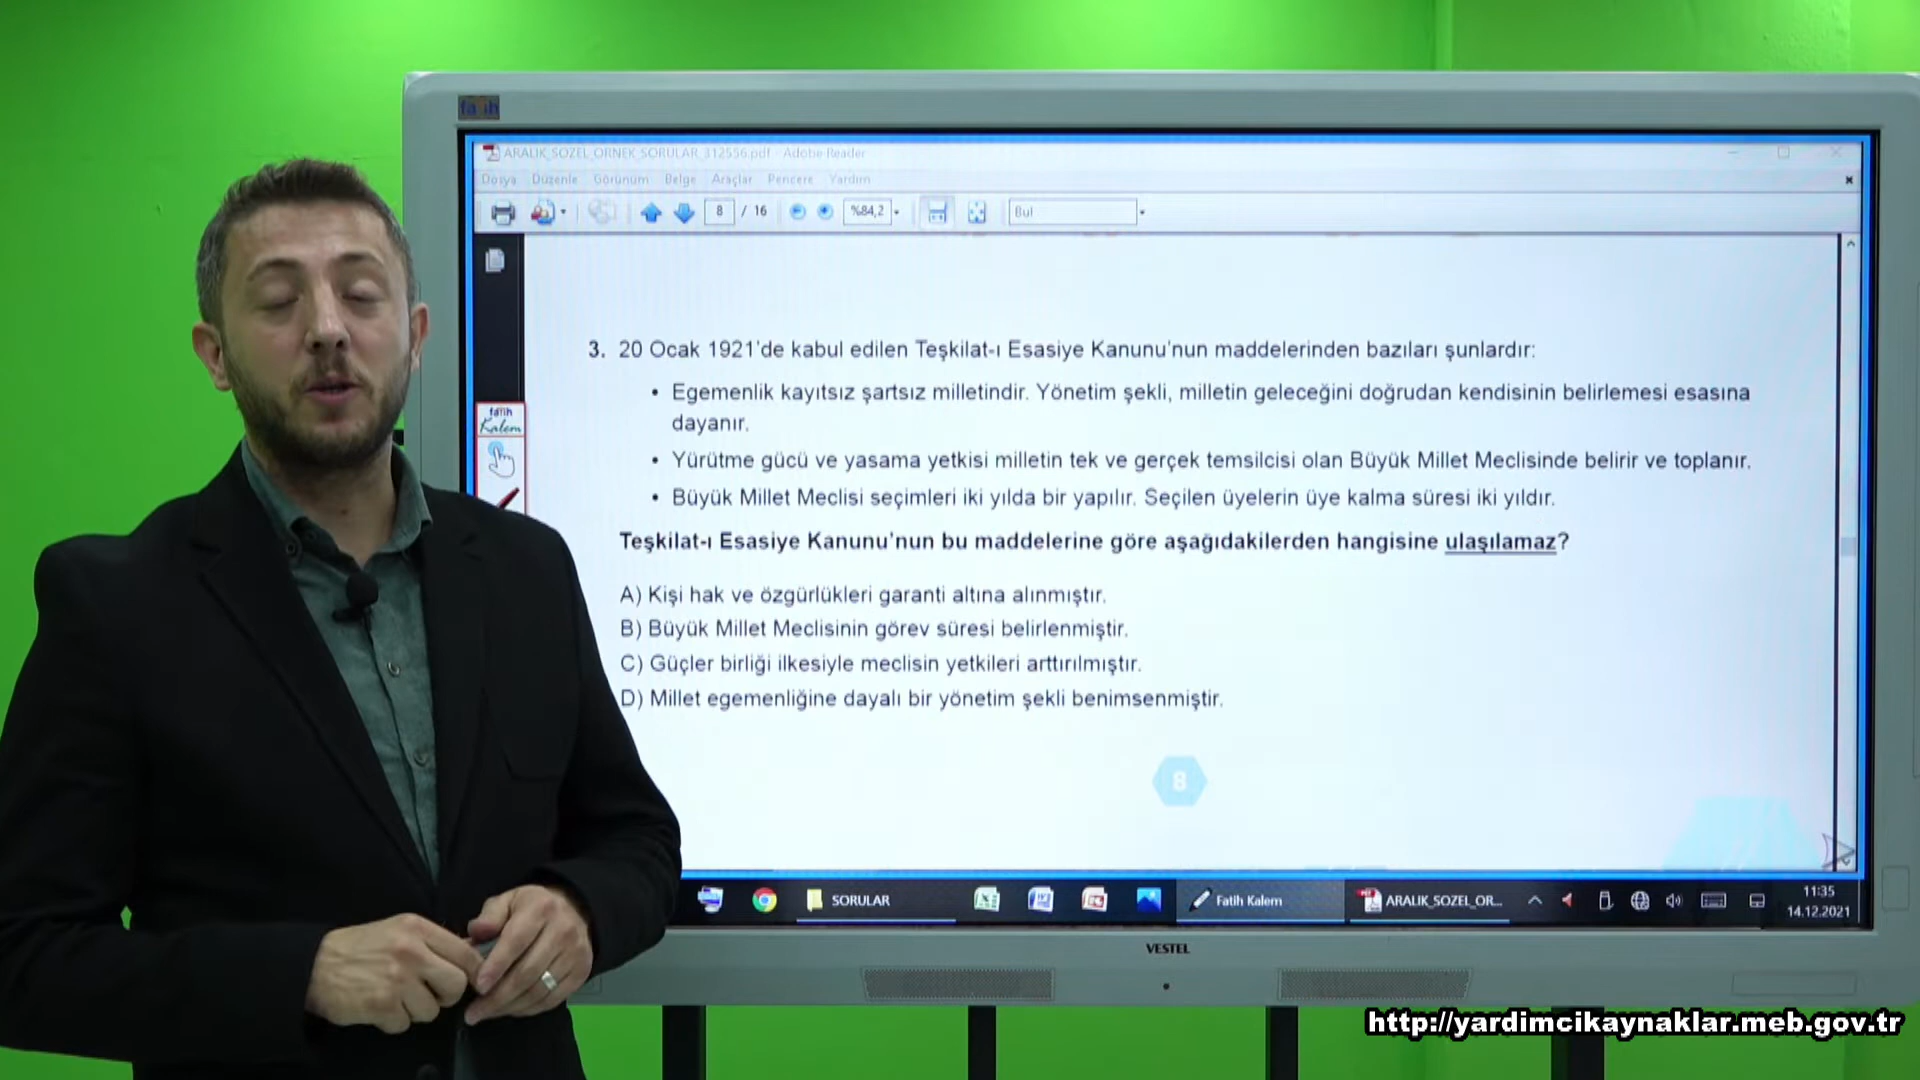 fatih
ARALIK_SOZEL_ORNEK_SORULAR_312556.pdf - Adobe Reader
Dosya Düzenle Görünüm Belge Araçlar Pencere Yardım
8 / 16 %84,2 Bul
3. 20 Ocak 1921'de kabul edilen Teşkilat-ı Esasiye Kanunu'nun maddelerinden bazıları şunlardır:
• Egemenlik kayıtsız şartsız milletindir. Yönetim şekli, milletin geleceğini doğrudan kendisinin belirlemesi esasına
dayanır.
• Yürütme gücü ve yasama yetkisi milletin tek ve gerçek temsilcisi olan Büyük Millet Meclisinde belirir ve toplanır.
• Büyük Millet Meclisi seçimleri iki yılda bir yapılır. Seçilen üyelerin üye kalma süresi iki yıldır.
Teşkilat-ı Esasiye Kanunu'nun bu maddelerine göre aşağıdakilerden hangisine ulaşılamaz?
A) Kişi hak ve özgürlükleri garanti altına alınmıştır.
B) Büyük Millet Meclisinin görev süresi belirlenmiştir.
C) Güçler birliği ilkesiyle meclisin yetkileri arttırılmıştır.
D) Millet egemenliğine dayalı bir yönetim şekli benimsenmiştir.
fatih
Kalem
8
SORULAR
Fatih Kalem
ARALIK_SOZEL_OR...
11:35
14.12.2021
VESTEL
http://yardimcikaynaklar.meb.gov.tr